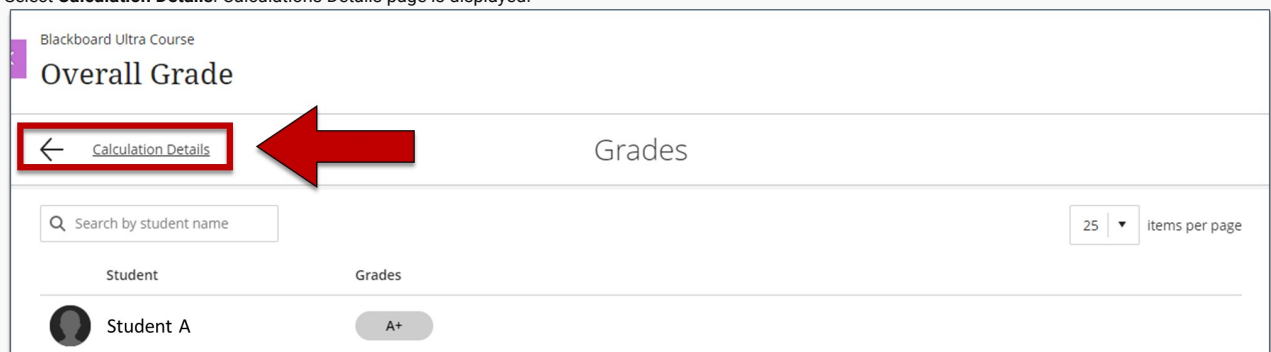 Select Calculation Details. Calculations Details page is displayed.
Blackboard Ultra Course
Overall Grade
Calculation Details
Grades
Search by student name
25 items per page
Student Grades
Student A A+